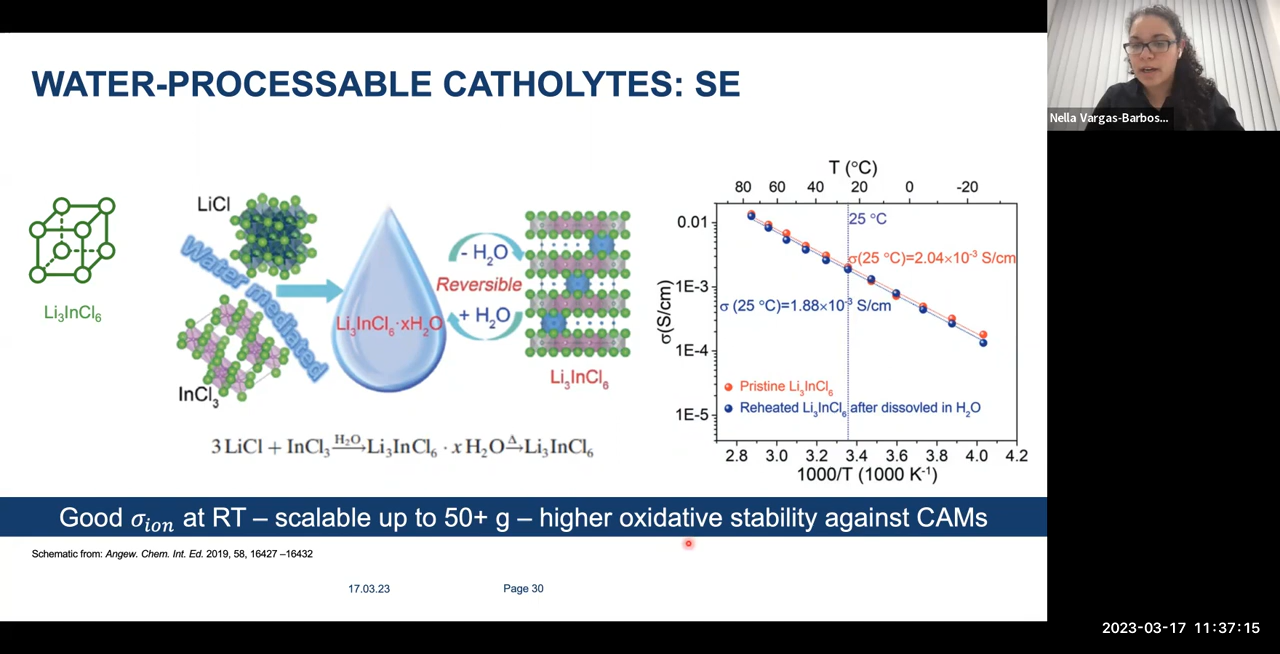 WATER-PROCESSABLE CATHOLYTES: SE
Nella Vargas-Barbos...
Li3InCl6
LiCl
Water mediated
InCl3
Li3InCl6·xH2O
- H2O
Reversible
+ H2O
Li3InCl6
3 LiCl + InCl3 H2O→ Li3InCl6 · x H2O Δ→ Li3InCl6
T (°C)
80 60 40 20 0 -20
0.01
1E-3
1E-4
1E-5
σ(S/cm)
25 °C
σ(25 °C)=2.04×10-3 S/cm
σ (25 °C)=1.88×10-3 S/cm
Pristine Li3InCl6
Reheated Li3InCl6 after dissovled in H2O
2.8 3.0 3.2 3.4 3.6 3.8 4.0 4.2
1000/T (1000 K-1)
Good σion at RT – scalable up to 50+ g – higher oxidative stability against CAMs
Schematic from: Angew. Chem. Int. Ed. 2019, 58, 16427 –16432
17.03.23
Page 30
2023-03-17 11:37:15